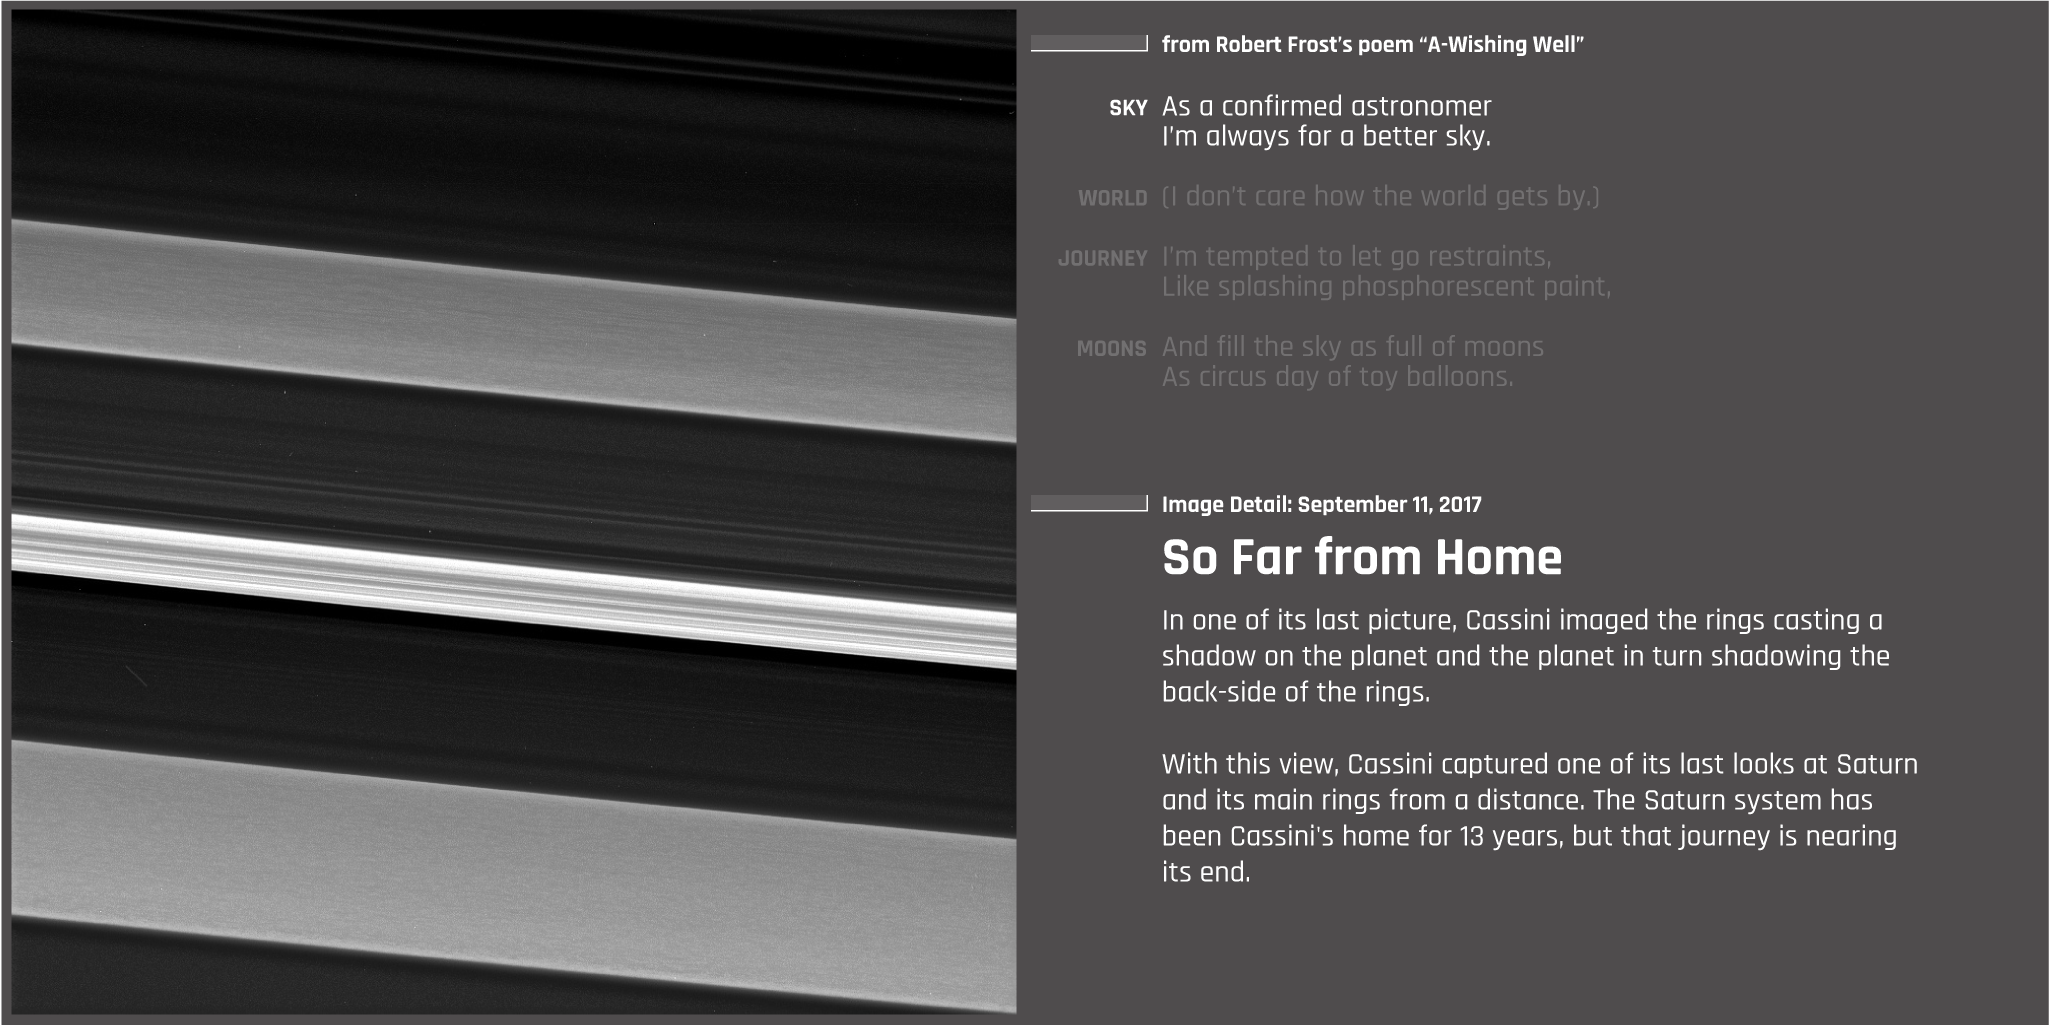 from Robert Frost’s poem “A-Wishing Well”
SKY As a confirmed astronomer
I’m always for a better sky.
WORLD (I don’t care how the world gets by.)
JOURNEY I’m tempted to let go restraints,
Like splashing phosphorescent paint,
MOONS And fill the sky as full of moons
As circus day of toy balloons.
Image Detail: September 11, 2017
So Far from Home
In one of its last picture, Cassini imaged the rings casting a
shadow on the planet and the planet in turn shadowing the
back-side of the rings.
With this view, Cassini captured one of its last looks at Saturn
and its main rings from a distance. The Saturn system has
been Cassini's home for 13 years, but that journey is nearing
its end.